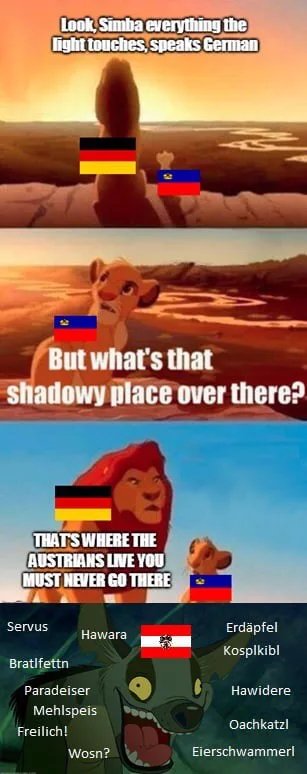 Look, Simba everything the
light touches, speaks German
But what's that
shadowy place over there?
THAT'S WHERE THE
AUSTRIANS LIVE YOU
MUST NEVER GO THERE
Servus
Hawara
Erdäpfel
Kosplkibl
Bratlfettn
Paradeiser
Hawidere
Mehlspeis
Oachkatzl
Freilich!
Wosn?
Eierschwammerl